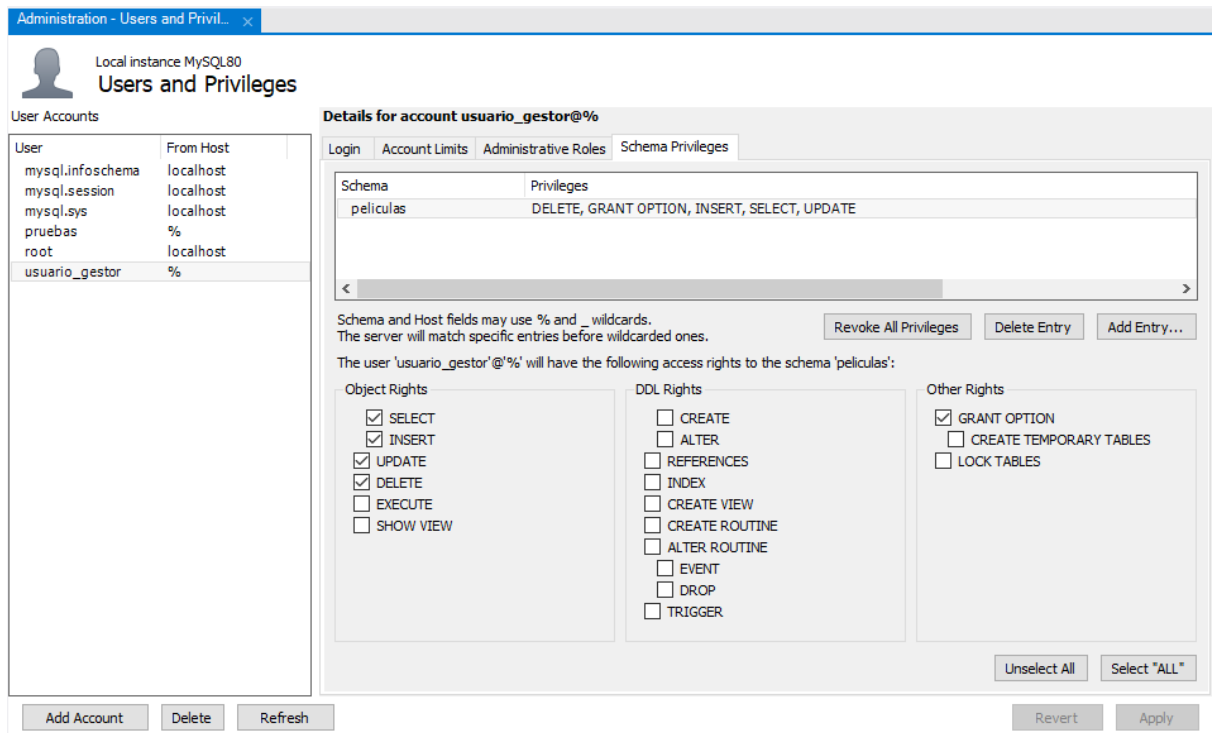 Administration - Users and Privil...
Local instance MySQL80
Users and Privileges
User Accounts
User From Host
mysql.infoschema localhost
mysql.session localhost
mysql.sys localhost
pruebas %
root localhost
usuario_gestor %
Details for account usuario_gestor@%
Login Account Limits Administrative Roles Schema Privileges
Schema Privileges
peliculas DELETE, GRANT OPTION, INSERT, SELECT, UPDATE
Schema and Host fields may use % and _ wildcards.
The server will match specific entries before wildcarded ones.
Revoke All Privileges Delete Entry Add Entry...
The user 'usuario_gestor'@'%' will have the following access rights to the schema 'peliculas':
Object Rights
SELECT
INSERT
UPDATE
DELETE
EXECUTE
SHOW VIEW
DDL Rights
CREATE
ALTER
REFERENCES
INDEX
CREATE VIEW
CREATE ROUTINE
ALTER ROUTINE
EVENT
DROP
TRIGGER
Other Rights
GRANT OPTION
CREATE TEMPORARY TABLES
LOCK TABLES
Unselect All Select "ALL"
Add Account Delete Refresh Revert Apply